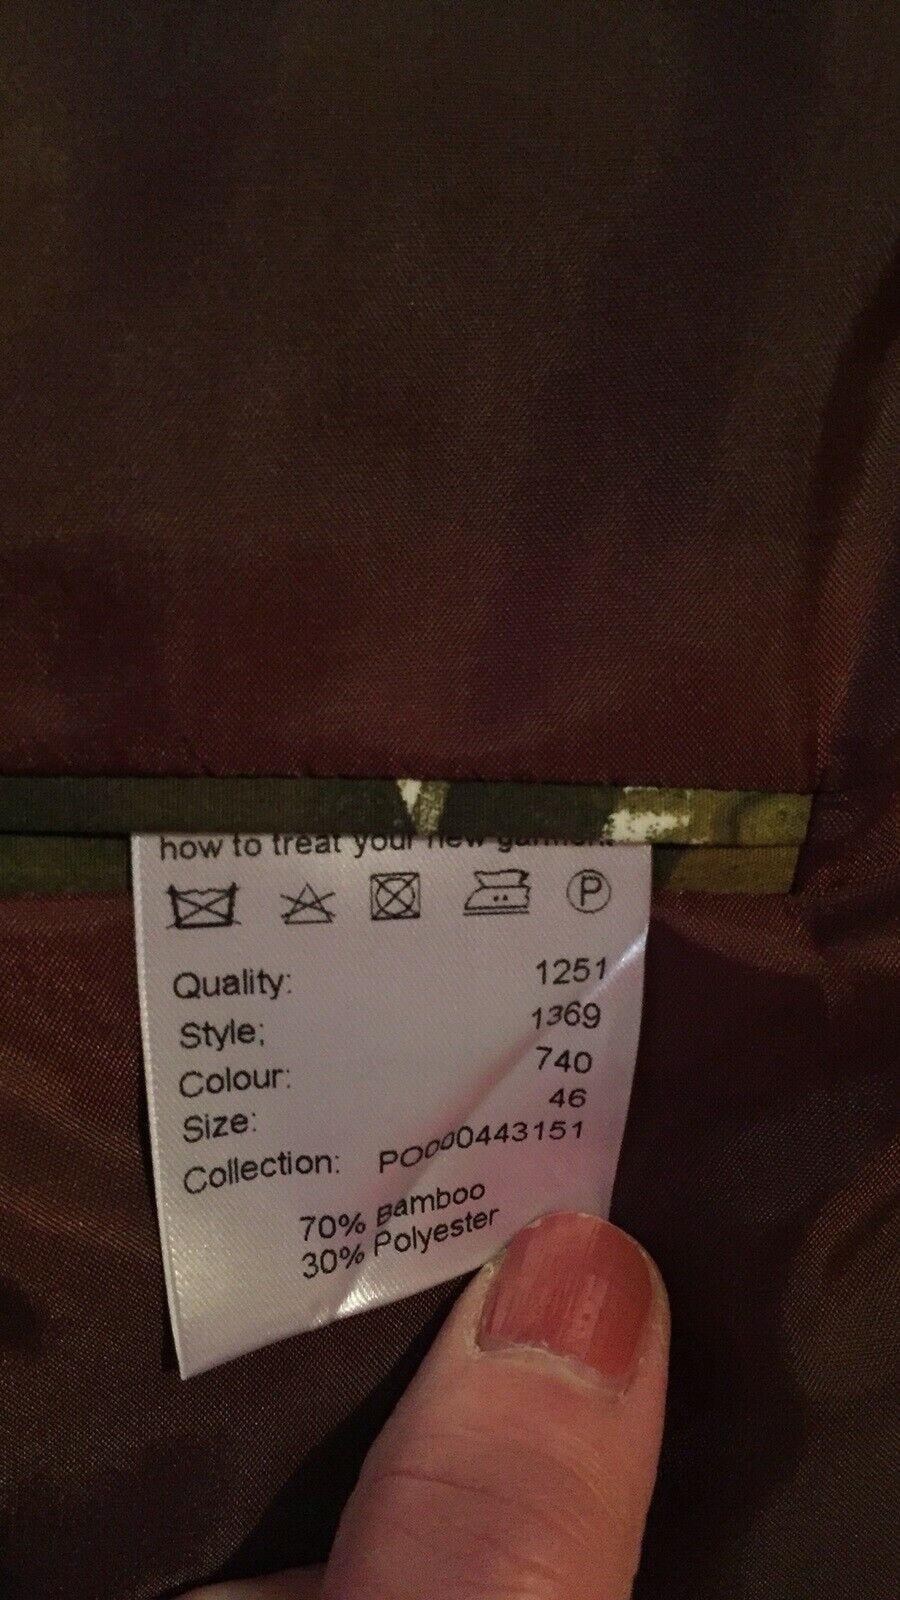 how to treat your new garment.
P
Quality: 1251
Style; 1369
Colour: 740
Size: 46
Collection: PO000443151
70% Bamboo
30% Polyester